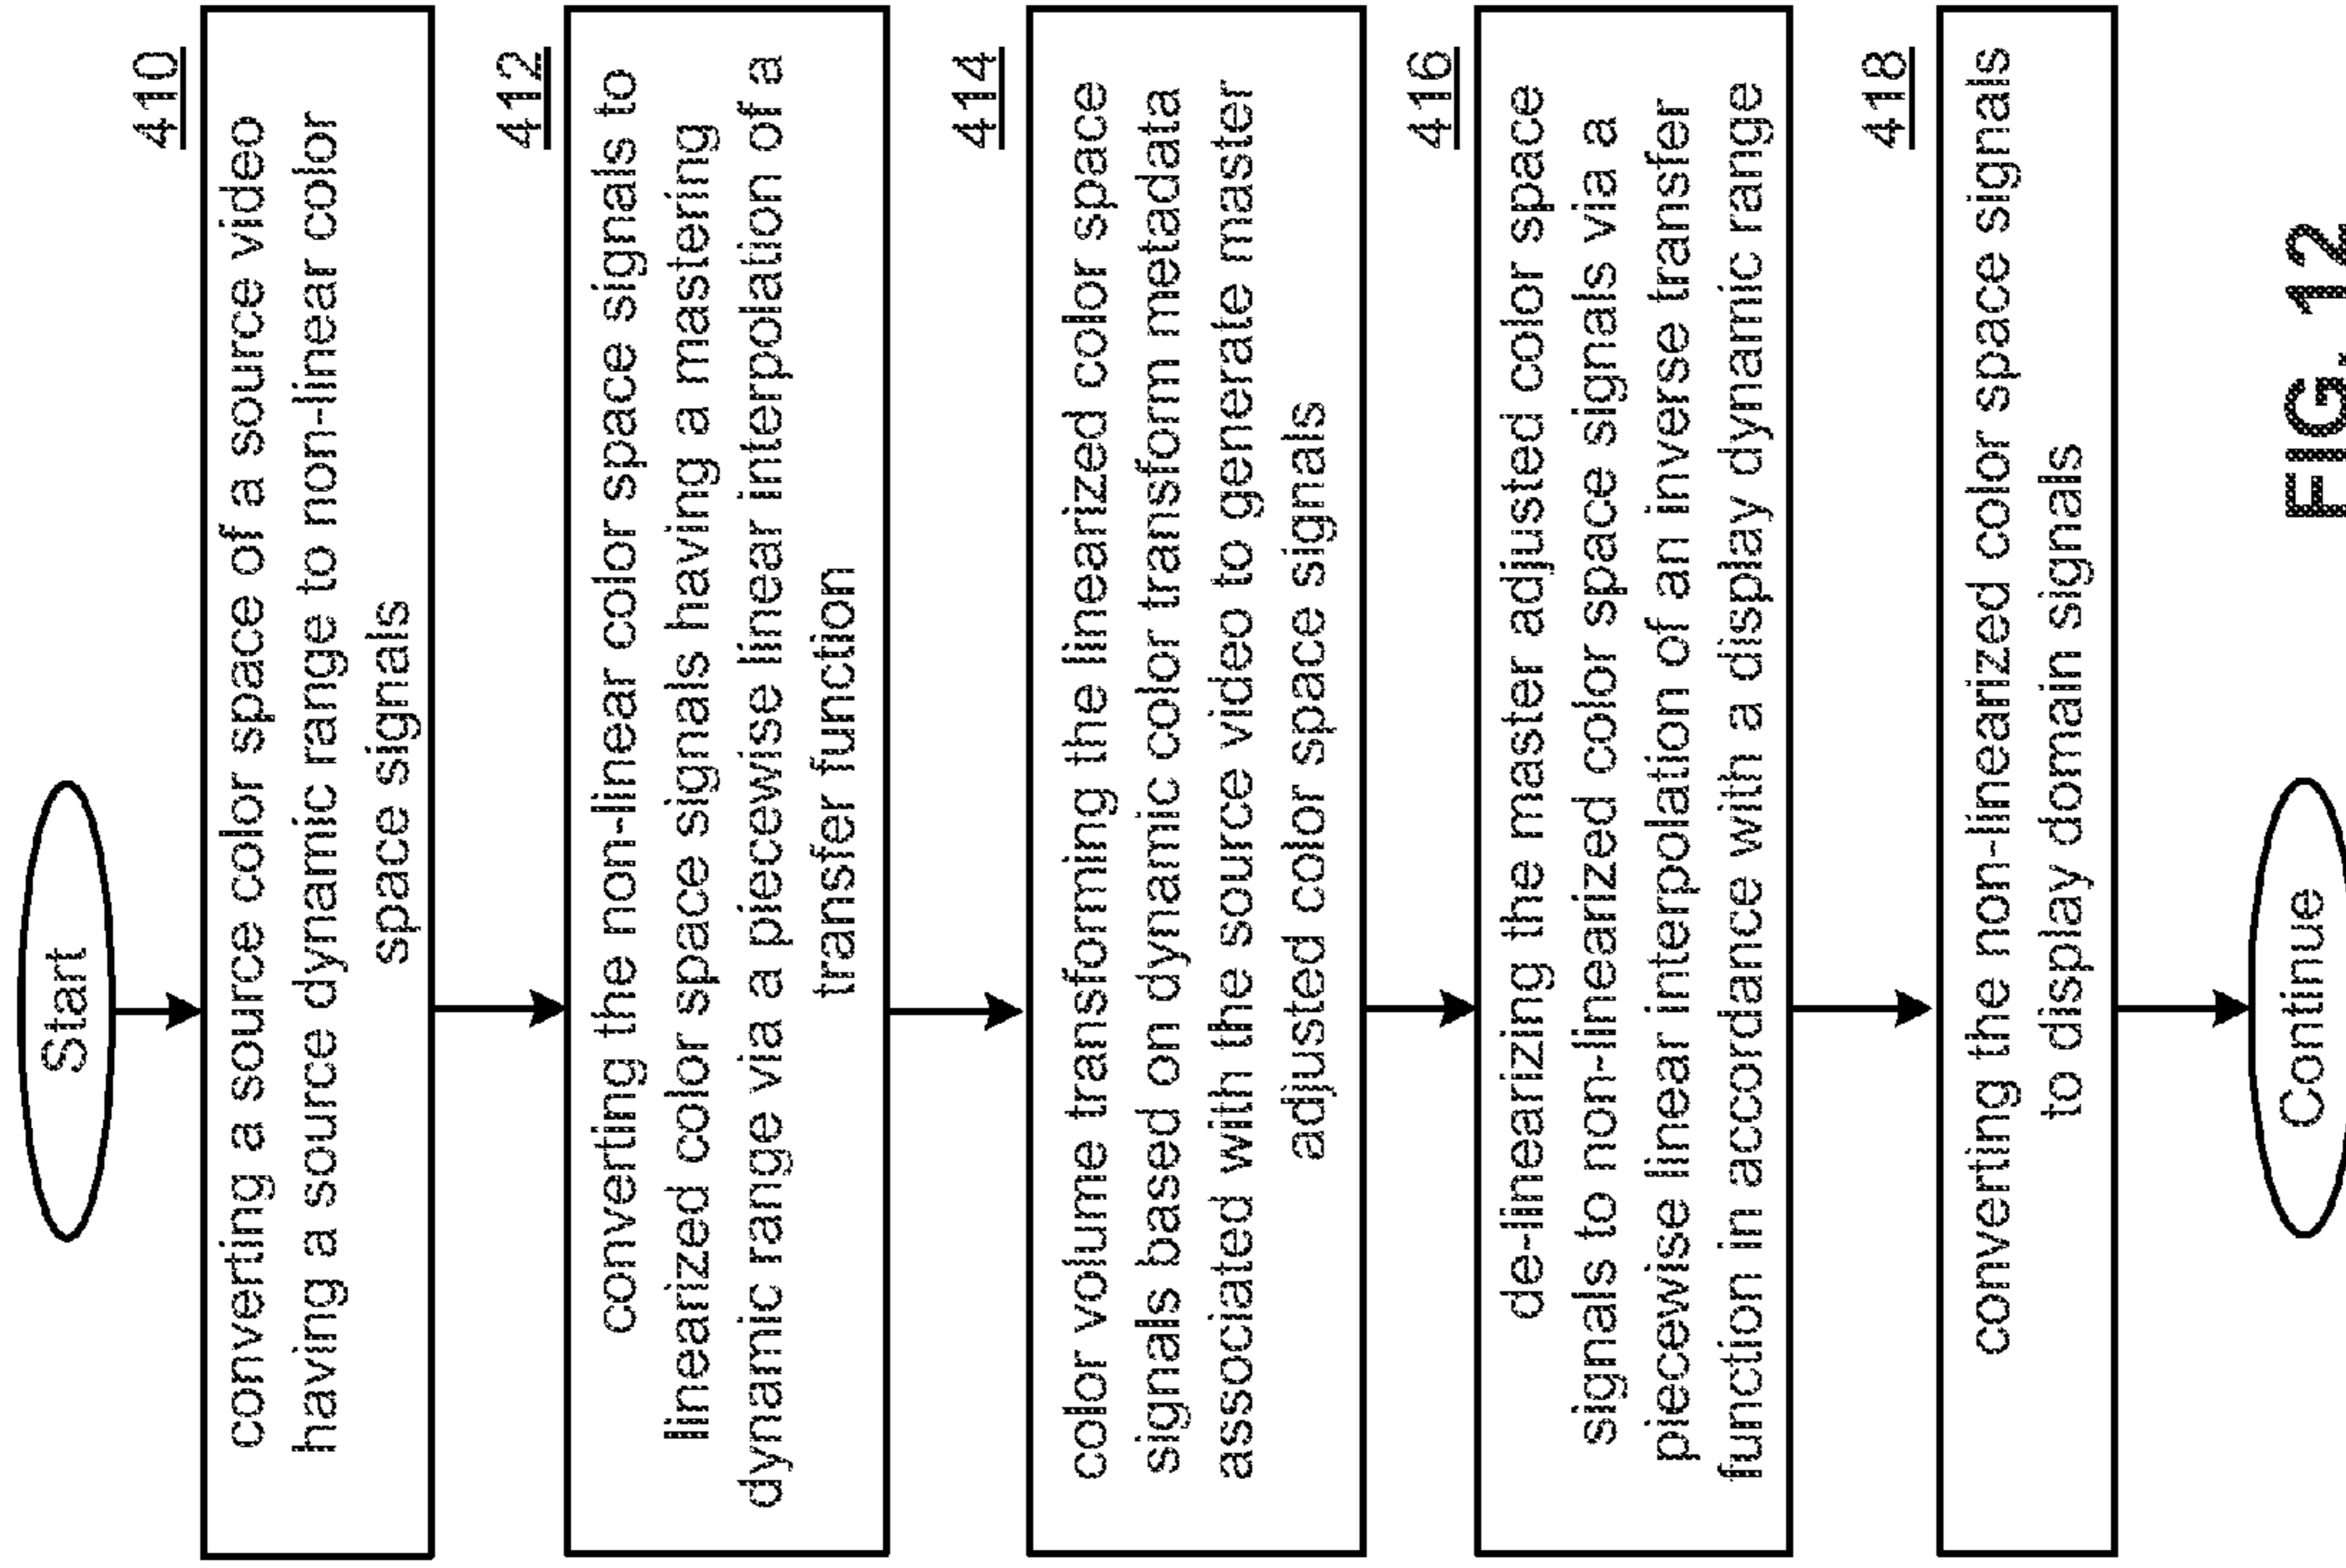 Start
410
converting a source color space of a source video
having a source dynamic range to non-linear color
space signals
412
converting the non-linear color space signals to
linearized color space signals having a mastering
dynamic range via a piecewise linear interpolation of a
transfer function
414
color volume transforming the linearized color space
signals based on dynamic color transform metadata
associated with the source video to generate master
adjusted color space signals
416
de-linearizing the master adjusted color space
signals to non-linearized color space signals via a
piecewise linear interpolation of an inverse transfer
function in accordance with a display dynamic range
418
converting the non-linearized color space signals
to display domain signals
Continue
FIG. 12